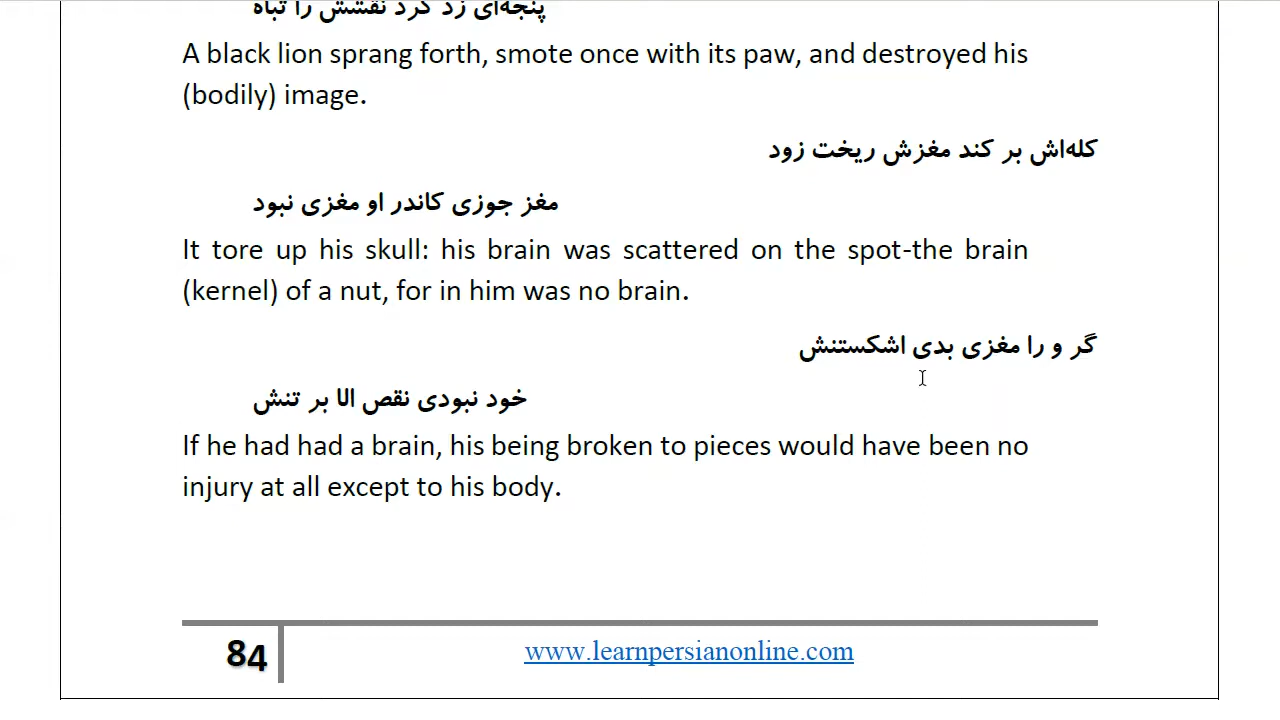 پنجه‌ای زد کرد نقشش را تباه
A black lion sprang forth, smote once with its paw, and destroyed his
(bodily) image.
کله‌اش بر کند مغزش ریخت زود
مغز جوزی کاندر او مغزی نبود
It tore up his skull: his brain was scattered on the spot-the brain
(kernel) of a nut, for in him was no brain.
گر و را مغزی بدی اشکستنش
خود نبودی نقص الا بر تنش
If he had had a brain, his being broken to pieces would have been no
injury at all except to his body.
84
www.learnpersianonline.com